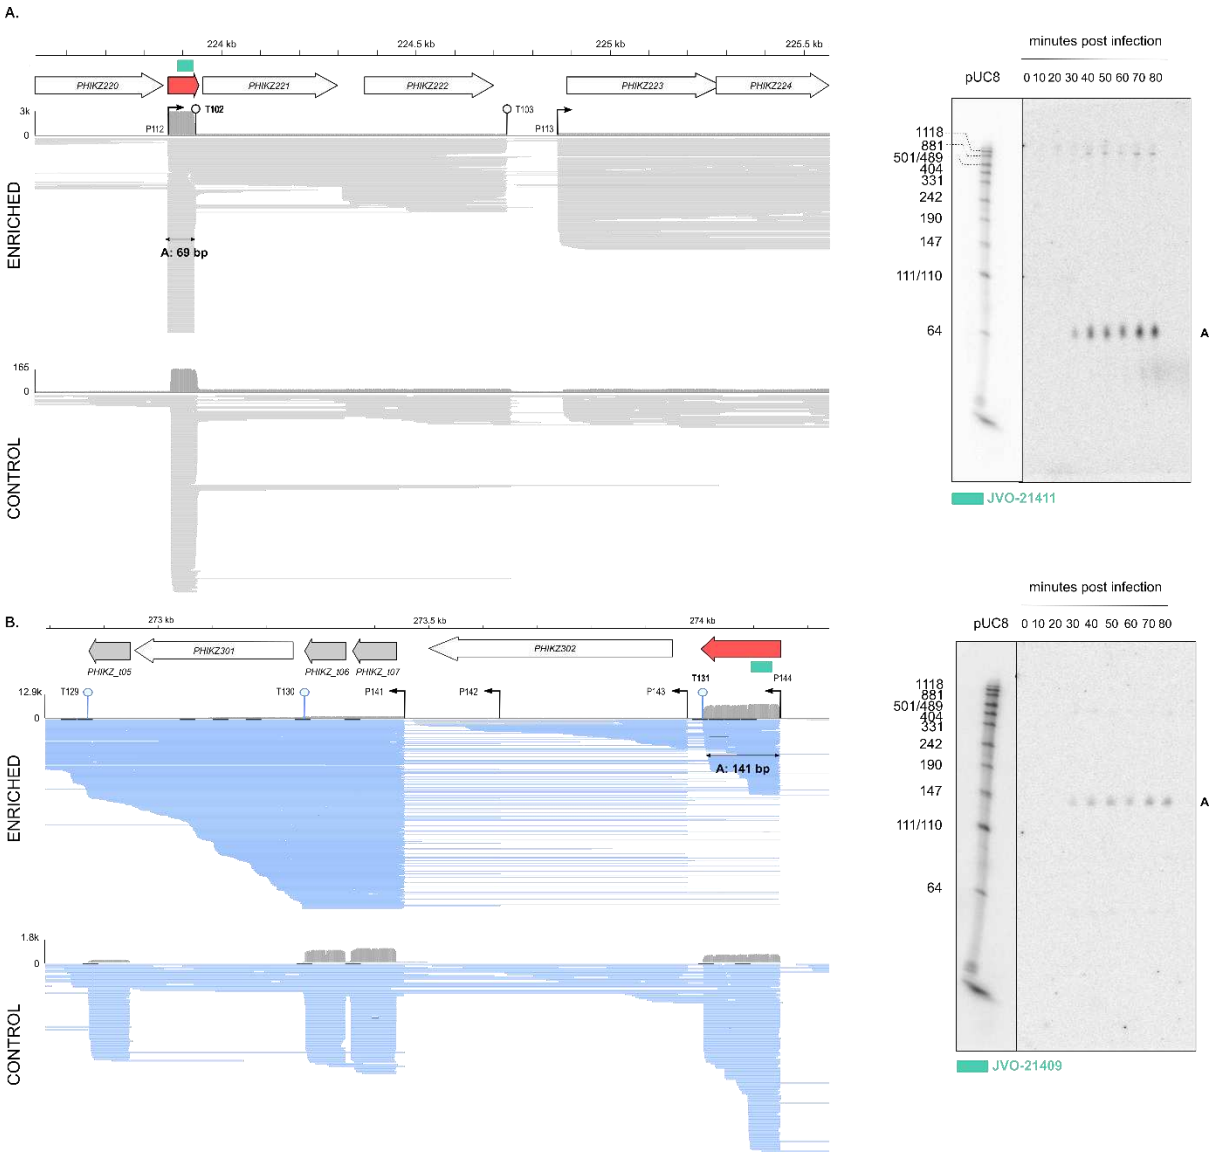 A.
224 kb 224.5 kb 225 kb 225.5 kb
PHIKZ220 PHIKZ221 PHIKZ222 PHIKZ223 PHIKZ224
3k
0
P112 T102 T103 P113
ENRICHED
A: 69 bp
165
0
CONTROL
minutes post infection
pUC8 0 10 20 30 40 50 60 70 80
1118
881
501/489
404
331
242
190
147
111/110
64
A
JVO-21411
B.
273 kb 273.5 kb 274 kb
PHIKZ_t05 PHIKZ301 PHIKZ_t06 PHIKZ_t07 PHIKZ302
T129 T130 P141 P142 P143 T131 P144
12.9k
0
ENRICHED
A: 141 bp
1.8k
0
CONTROL
minutes post infection
pUC8 0 10 20 30 40 50 60 70 80
1118
881
501/489
404
331
242
190
147
111/110
64
A
JVO-21409